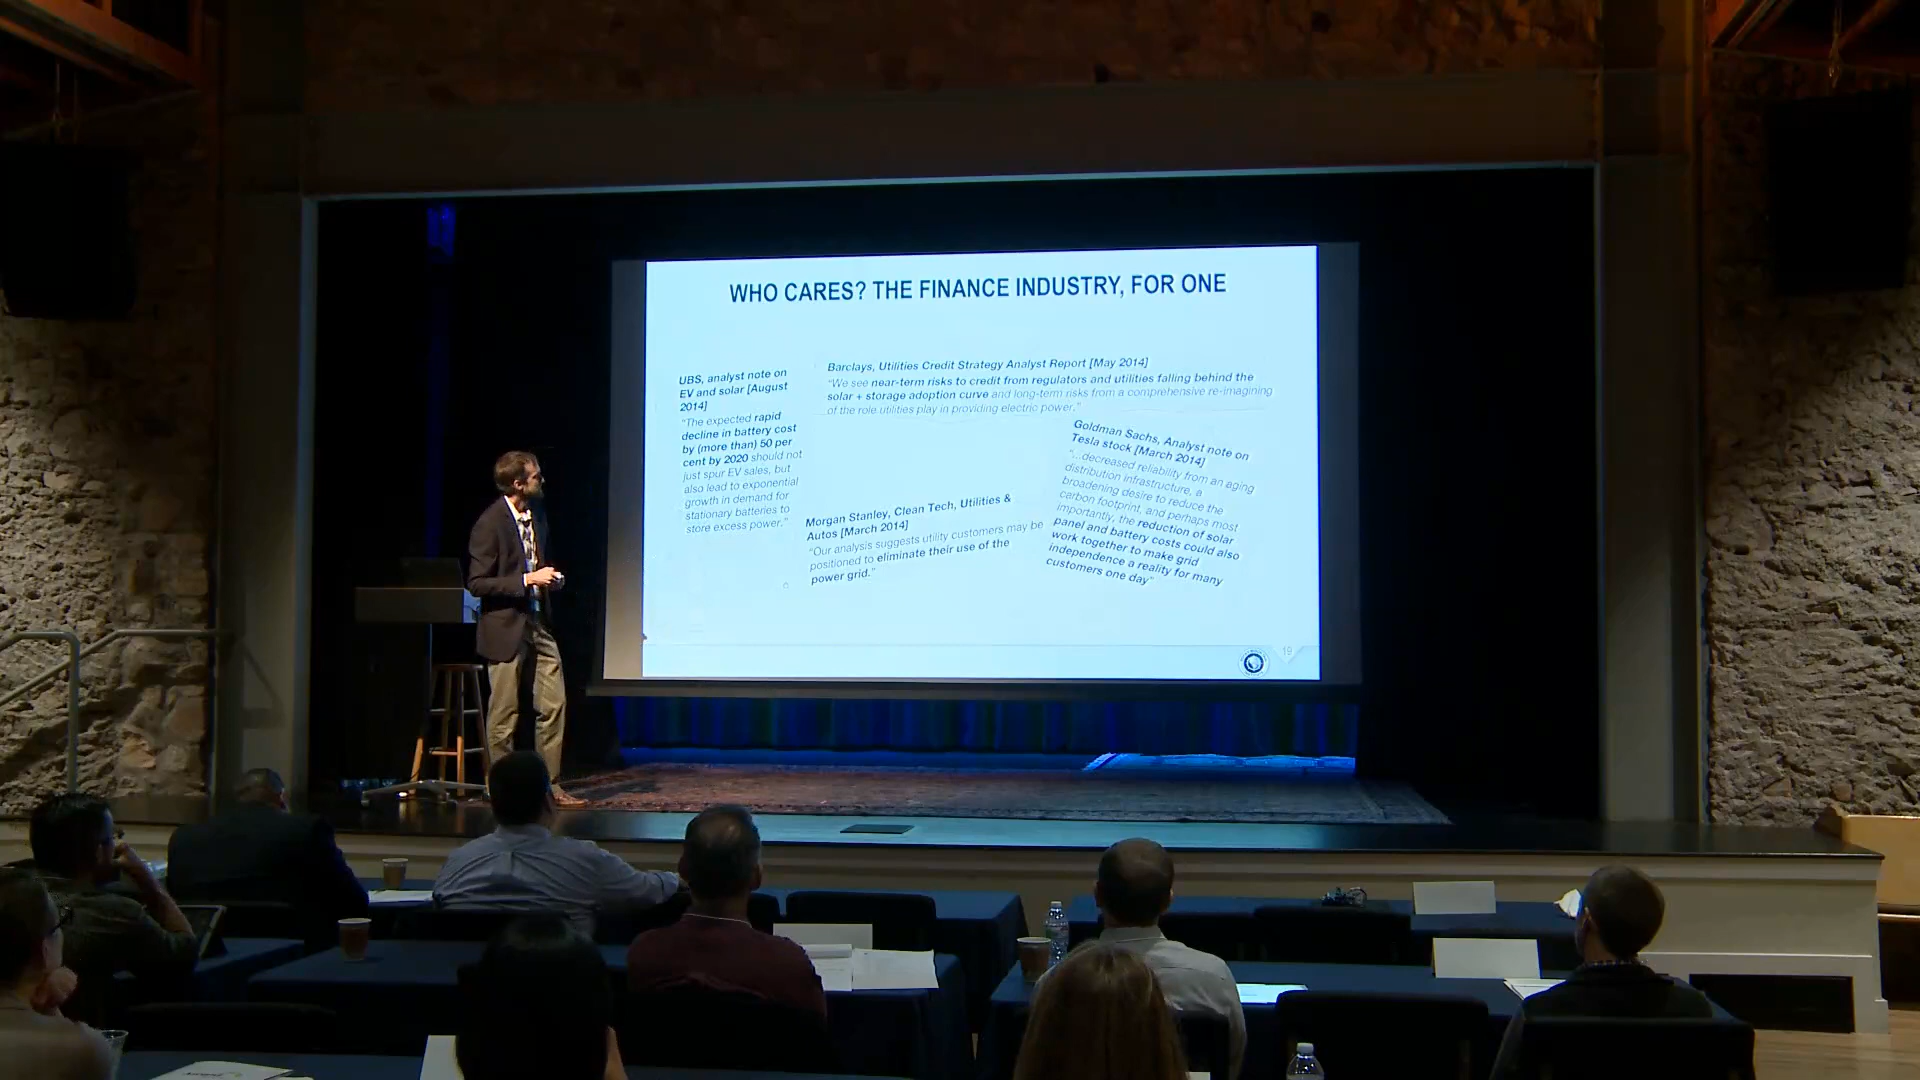 WHO CARES? THE FINANCE INDUSTRY, FOR ONE
UBS, analyst note on
EV and solar [August
2014]
"The expected rapid
decline in battery cost
by (more than) 50 per
cent by 2020 should not
just spur EV sales, but
also lead to exponential
growth in demand for
stationary batteries to
store excess power."
Barclays, Utilities Credit Strategy Analyst Report [May 2014]
"We see near-term risks to credit from regulators and utilities falling behind the
solar + storage adoption curve and long-term risks from a comprehensive re-imagining
of the role utilities play in providing electric power."
Morgan Stanley, Clean Tech, Utilities &
Autos [March 2014]
"Our analysis suggests utility customers may be
positioned to eliminate their use of the
power grid."
Goldman Sachs, Analyst note on
Tesla stock [March 2014]
"...decreased reliability from an aging
distribution infrastructure, a
broadening desire to reduce the
carbon footprint, and perhaps most
importantly, the reduction of solar
panel and battery costs could also
work together to make grid
independence a reality for many
customers one day"
19